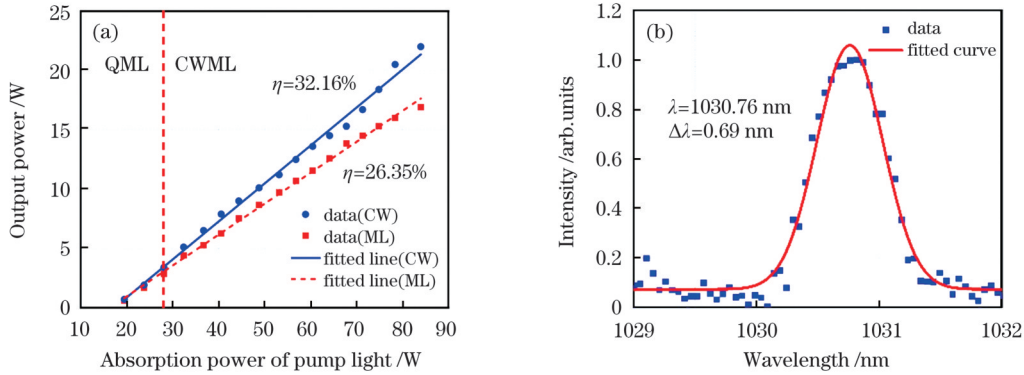 (a)
25
20
15
10
5
0
Output power /W
QML
CWML
η=32.16%
η=26.35%
data(CW)
data(ML)
fitted line(CW)
fitted line(ML)
10 20 30 40 50 60 70 80 90
Absorption power of pump light /W
(b)
1.2
1.0
0.8
0.6
0.4
0.2
0
Intensity /arb.units
data
fitted curve
λ=1030.76 nm
Δλ=0.69 nm
1029 1030 1031 1032
Wavelength /nm